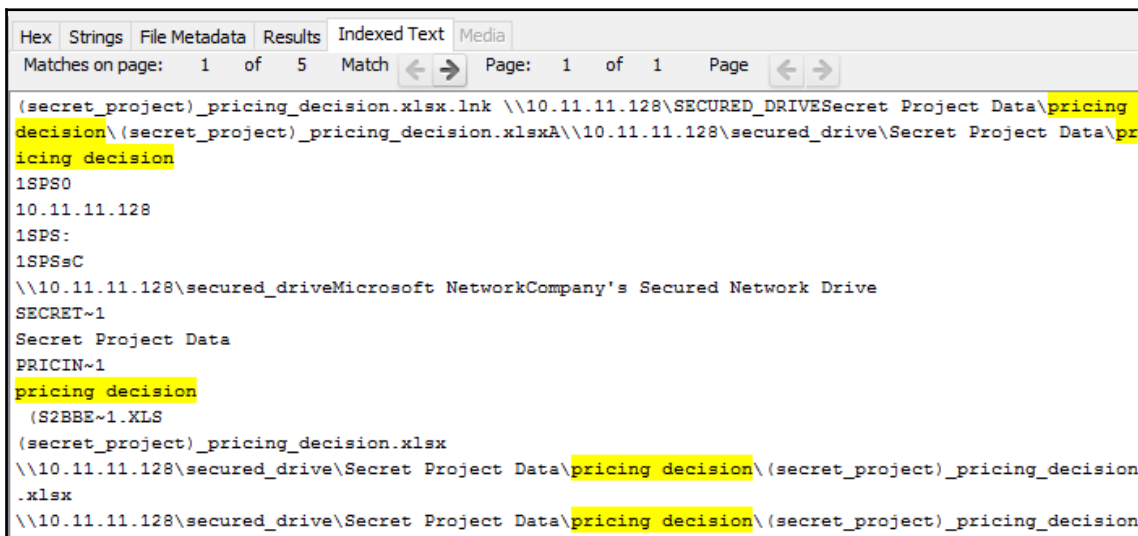 Hex Strings File Metadata Results Indexed Text Media
Matches on page: 1 of 5 Match Page: 1 of 1 Page
(secret_project)_pricing_decision.xlsx.lnk \\10.11.11.128\SECURED_DRIVESecret Project Data\pricing
decision\(secret_project)_pricing_decision.xlsxA\\10.11.11.128\secured_drive\Secret Project Data\pr
icing decision
1SPS0
10.11.11.128
1SPS:
1SPSsC
\\10.11.11.128\secured_driveMicrosoft NetworkCompany's Secured Network Drive
SECRET~1
Secret Project Data
PRICIN~1
pricing decision
(S2BBE~1.XLS
(secret_project)_pricing_decision.xlsx
\\10.11.11.128\secured_drive\Secret Project Data\pricing decision\(secret_project)_pricing_decision
.xlsx
\\10.11.11.128\secured_drive\Secret Project Data\pricing decision\(secret_project)_pricing_decision